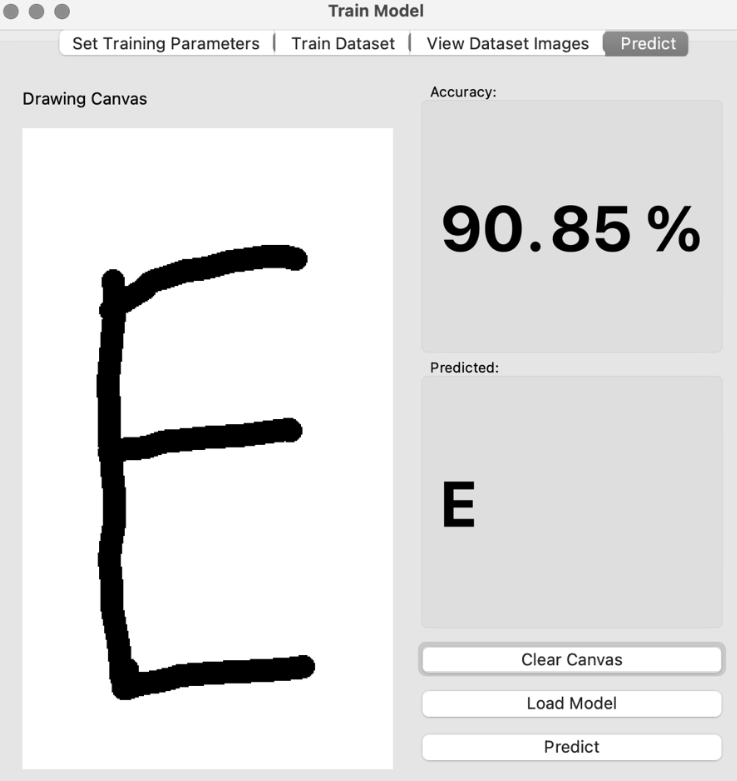 Train Model
Set Training Parameters Train Dataset View Dataset Images Predict
Drawing Canvas
E
Accuracy:
90.85 %
Predicted:
E
Clear Canvas
Load Model
Predict